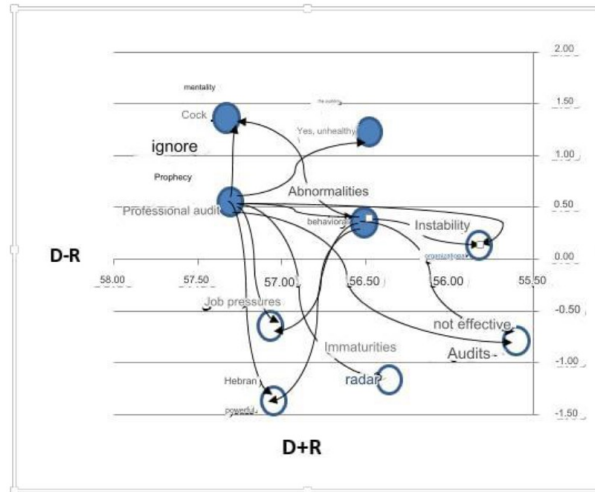 2.00
mentality
1.50
Cock
Yes, unhealthy
ignore
1.00
Prophecy
Abnormalities
0.50
Professional audit
behavioral
Instability
D-R
0.00
58.00
57.50
57.00
56.50
56.00
55.50
Job pressures
-0.50
not effective
Immaturities
Audits-
-1.00
Hebran
radar
powerful
-1.50
D+R